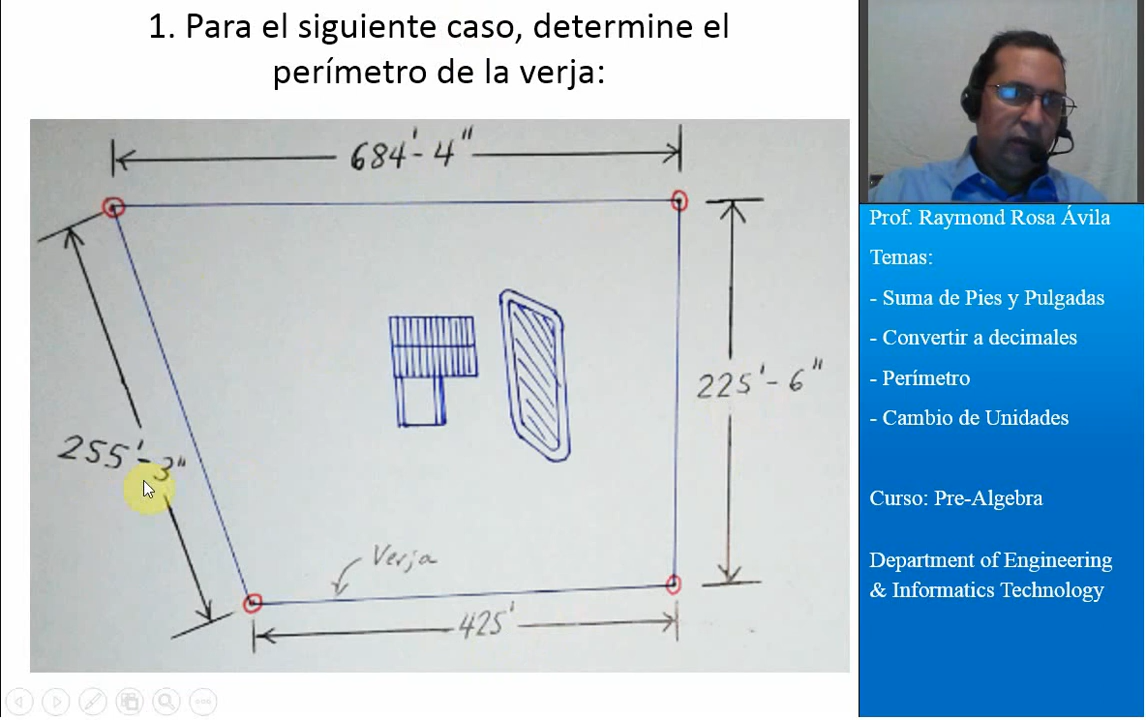 1. Para el siguiente caso, determine el
perímetro de la verja:
684'-4"
225'-6"
255'-3"
Verja
425'
Prof. Raymond Rosa Ávila
Temas:
- Suma de Pies y Pulgadas
- Convertir a decimales
- Perímetro
- Cambio de Unidades
Curso: Pre-Algebra
Department of Engineering
& Informatics Technology